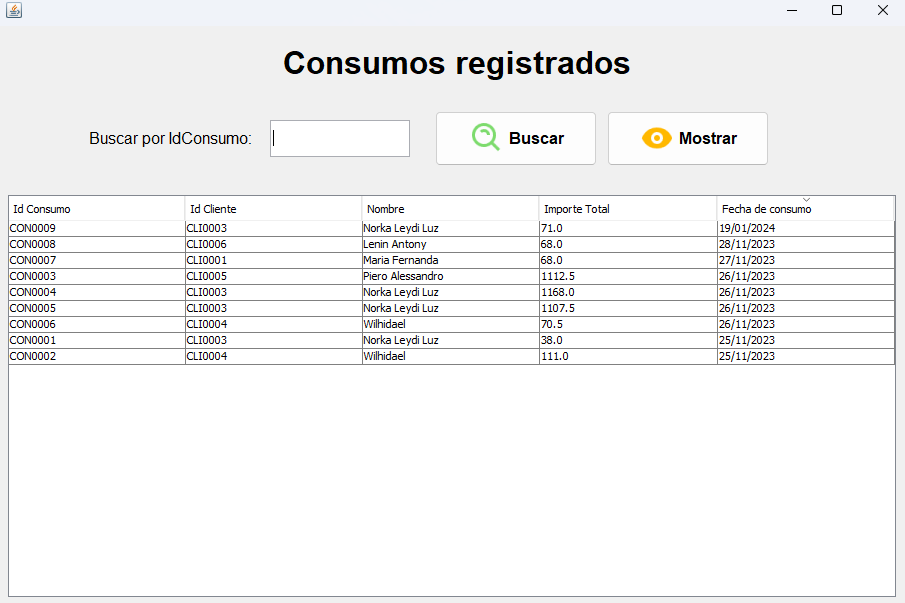 Consumos registrados
Buscar por IdConsumo: Buscar Mostrar
Id Consumo Id Cliente Nombre Importe Total Fecha de consumo
CON0009 CLI0003 Norka Leydi Luz 71.0 19/01/2024
CON0008 CLI0006 Lenin Antony 68.0 28/11/2023
CON0007 CLI0001 Maria Fernanda 68.0 27/11/2023
CON0003 CLI0005 Piero Alessandro 1112.5 26/11/2023
CON0004 CLI0003 Norka Leydi Luz 1168.0 26/11/2023
CON0005 CLI0003 Norka Leydi Luz 1107.5 26/11/2023
CON0006 CLI0004 Wilhidael 70.5 26/11/2023
CON0001 CLI0003 Norka Leydi Luz 38.0 25/11/2023
CON0002 CLI0004 Wilhidael 111.0 25/11/2023